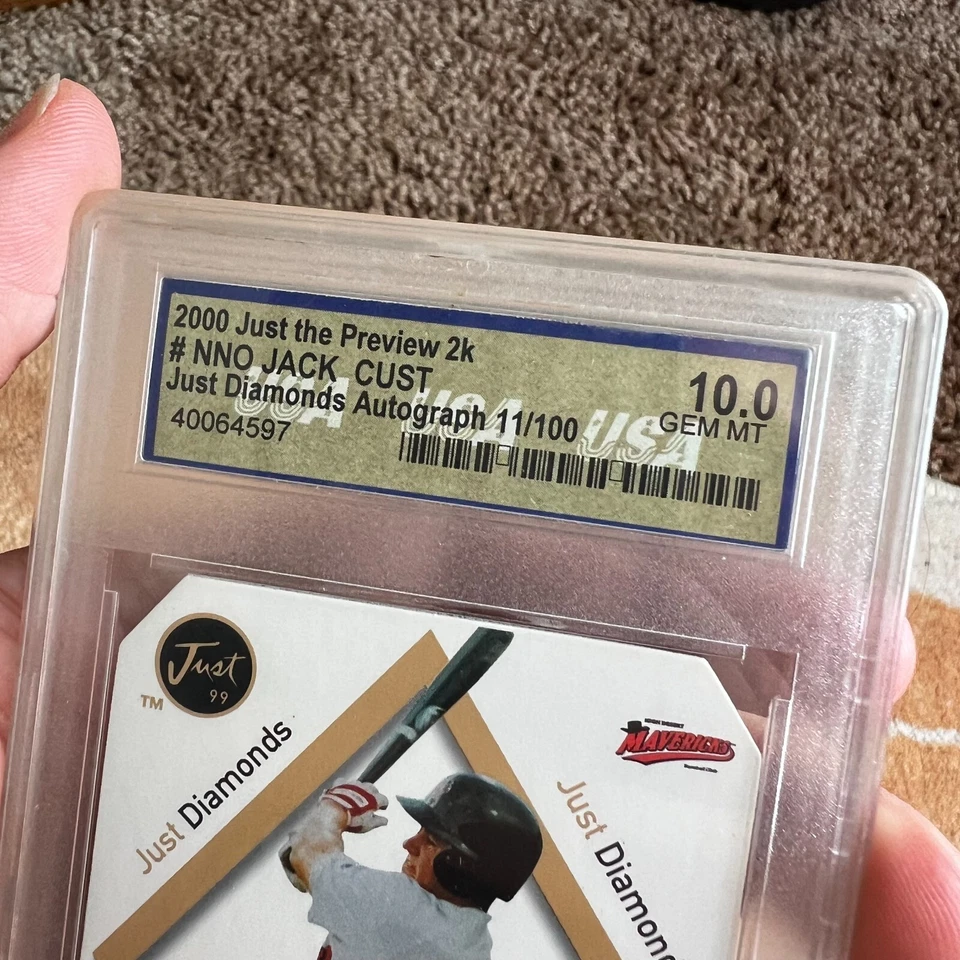 2000 Just the Preview 2k
# NNO JACK CUST
Just Diamonds Autograph 11/100
40064597
10.0
GEM MT
USA USA USA
Just
99
TM
Just Diamonds
MAVERICKS
Just Diamon